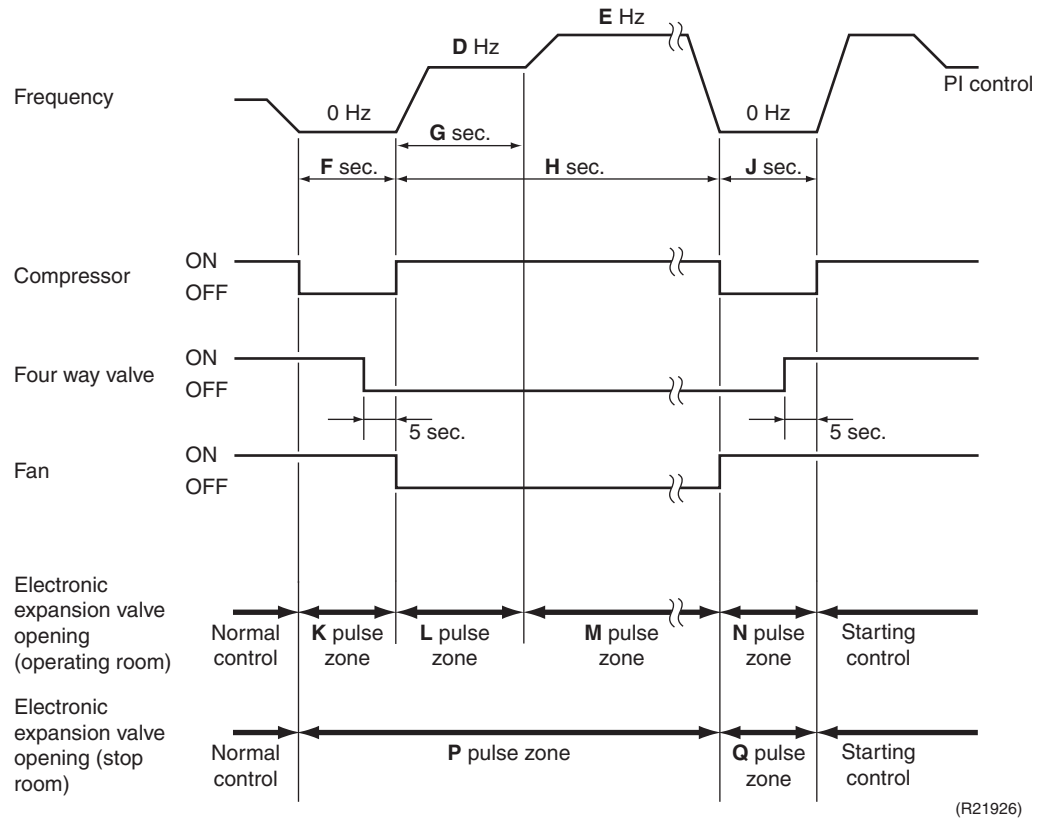 E Hz
D Hz
Frequency
PI control
0 Hz
0 Hz
G sec.
F sec.
H sec.
J sec.
Compressor
ON
OFF
Four way valve
ON
OFF
5 sec.
5 sec.
Fan
ON
OFF
Electronic
expansion valve
opening
(operating room)
Normal
control
K pulse
zone
L pulse
zone
M pulse
zone
N pulse
zone
Starting
control
Electronic
expansion valve
opening (stop
room)
Normal
control
P pulse zone
Q pulse
zone
Starting
control
(R21926)